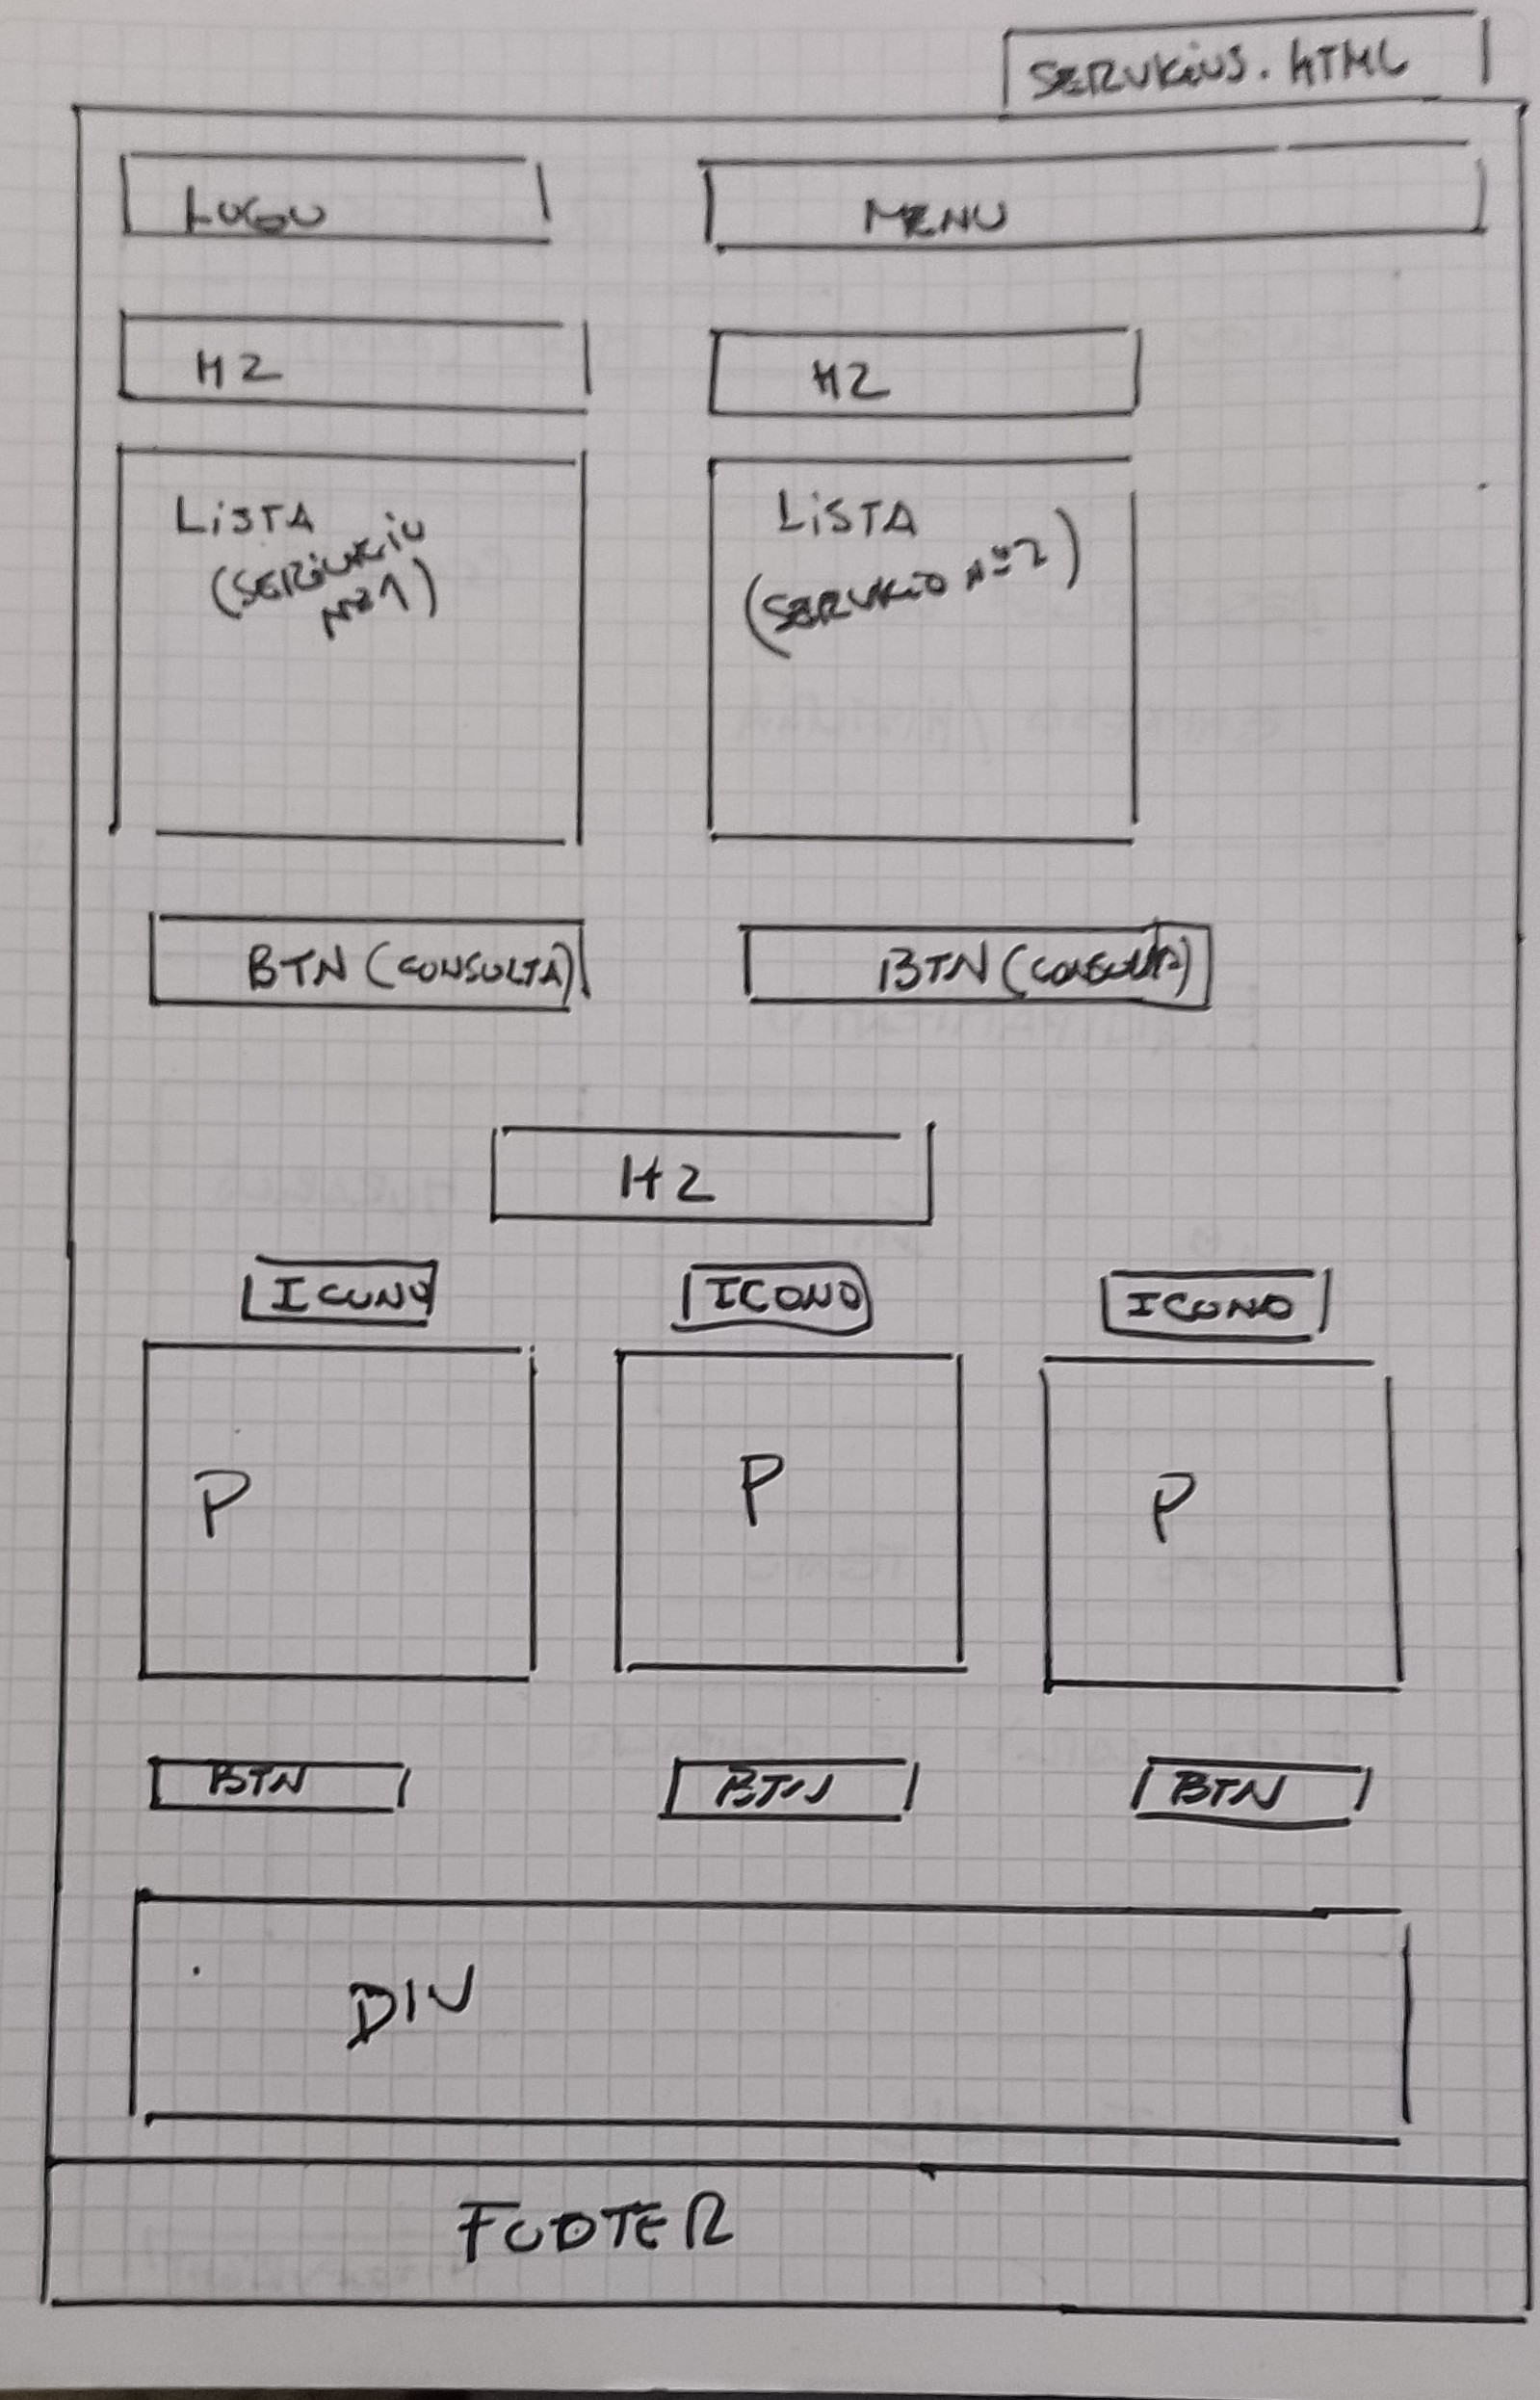 SERVICIOS.HTML
LOGO
MENU
H2
H2
LISTA
(SERVICIO
Nº1)
LISTA
(SERVICIO Nº2)
BTN (CONSULTA)
BTN (CONSULTA)
H2
ICONO
ICONO
ICONO
P
P
P
BTN
BTN
BTN
DIV
FOOTER